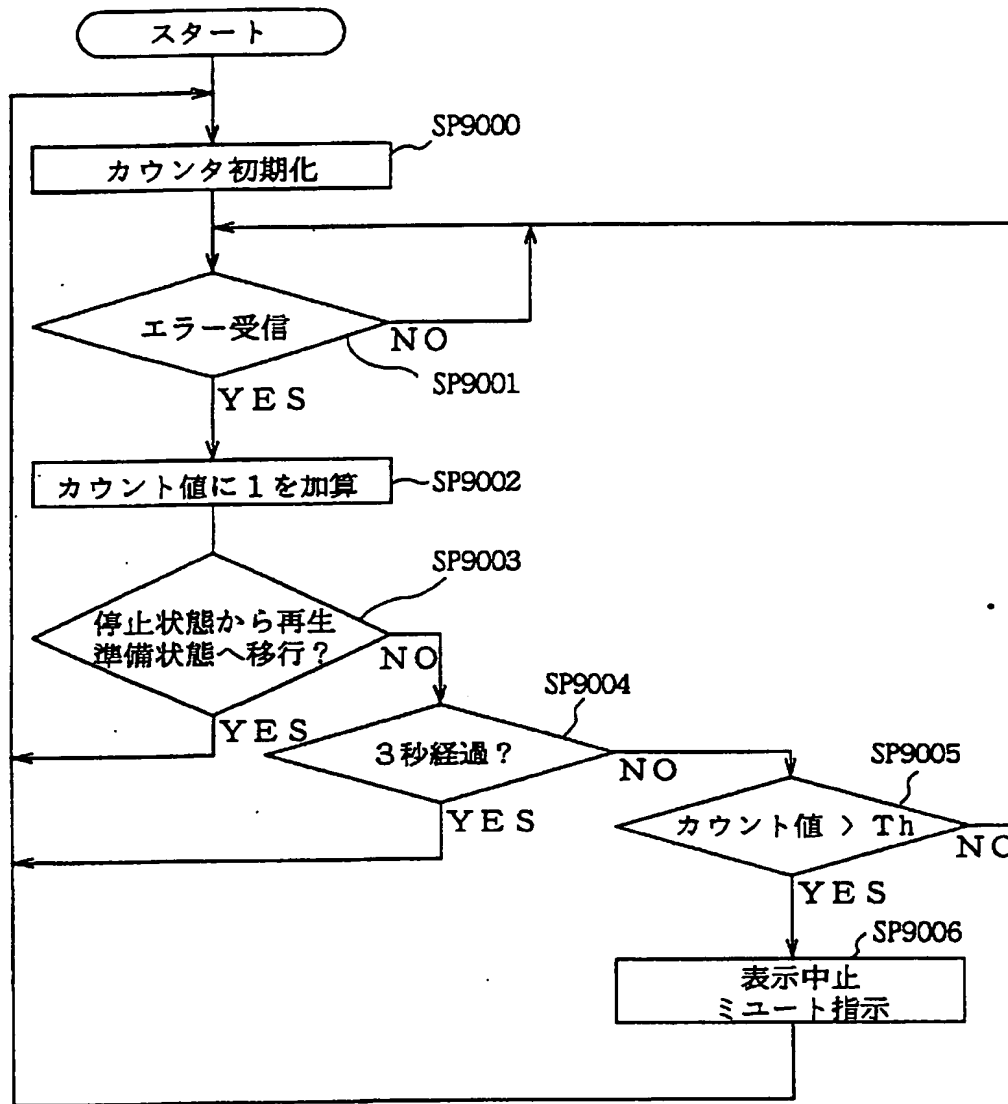 スタート
SP9000
カウンタ初期化
エラー受信
NO
SP9001
YES
カウント値に1を加算
SP9002
SP9003
停止状態から再生
準備状態へ移行?
NO
YES
SP9004
3秒経過?
NO
YES
SP9005
カウント値 > Th
NO
YES
SP9006
表示中止
ミユート指示